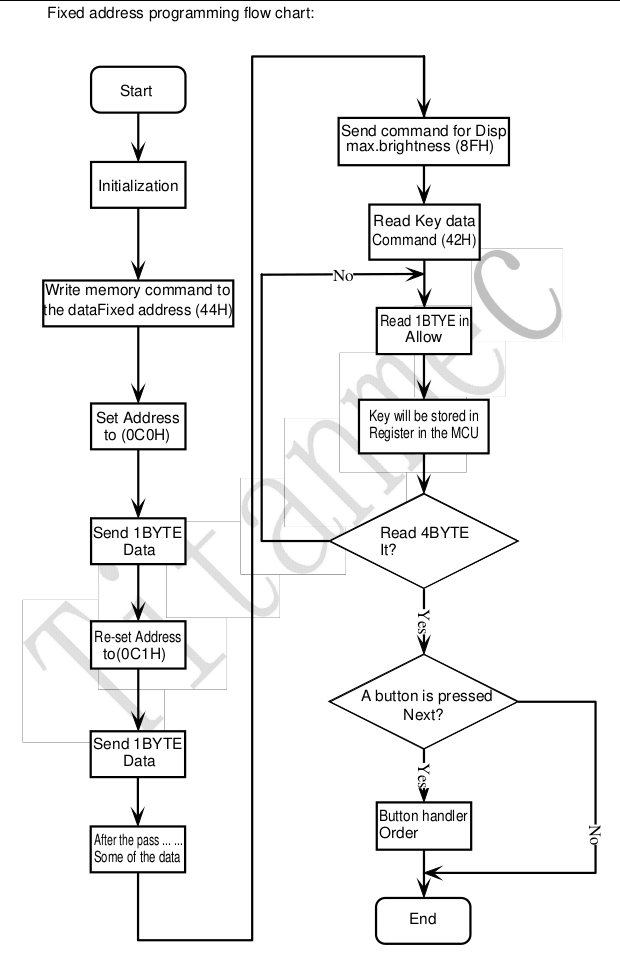 Fixed address programming flow chart:
Start
Initialization
Write memory command to
the dataFixed address (44H)
Set Address
to (0C0H)
Send 1BYTE
Data
Re-set Address
to(0C1H)
Send 1BYTE
Data
After the pass ... ...
Some of the data
Send command for Disp
max.brightness (8FH)
Read Key data
Command (42H)
No
Read 1BTYE in
Allow
Key will be stored in
Register in the MCU
Read 4BYTE
It?
Yes
A button is pressed
Next?
Yes
No
Button handler
Order
End
Titanmec